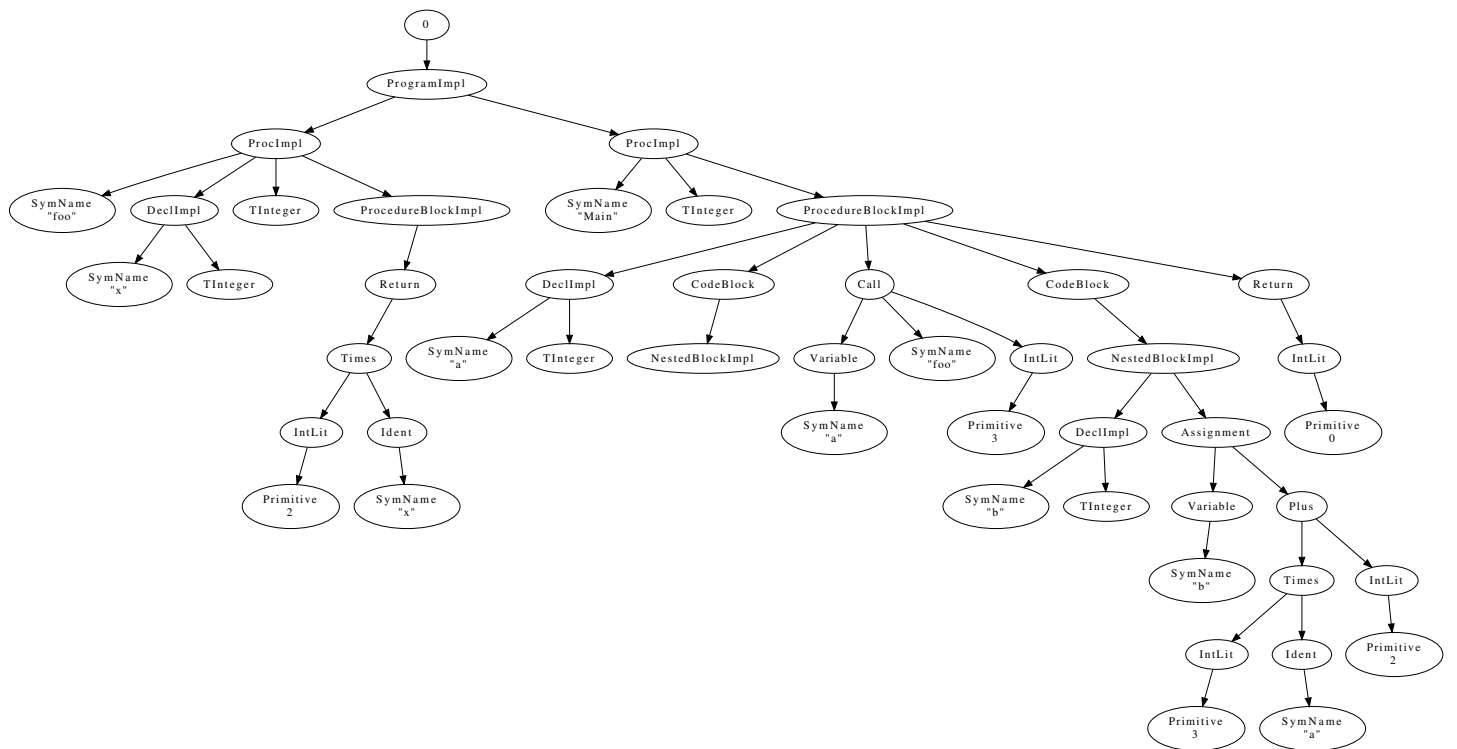 0
ProgramImpl
ProcImpl
ProcImpl
SymName
"foo"
DeclImpl
TInteger
ProcedureBlockImpl
SymName
"Main"
TInteger
ProcedureBlockImpl
SymName
"x"
TInteger
Return
DeclImpl
CodeBlock
Call
CodeBlock
Return
Times
SymName
"a"
TInteger
NestedBlockImpl
Variable
SymName
"foo"
IntLit
NestedBlockImpl
IntLit
IntLit
Ident
SymName
"a"
Primitive
3
DeclImpl
Assignment
Primitive
0
Primitive
2
SymName
"x"
SymName
"b"
TInteger
Variable
Plus
SymName
"b"
Times
IntLit
IntLit
Ident
Primitive
2
Primitive
3
SymName
"a"